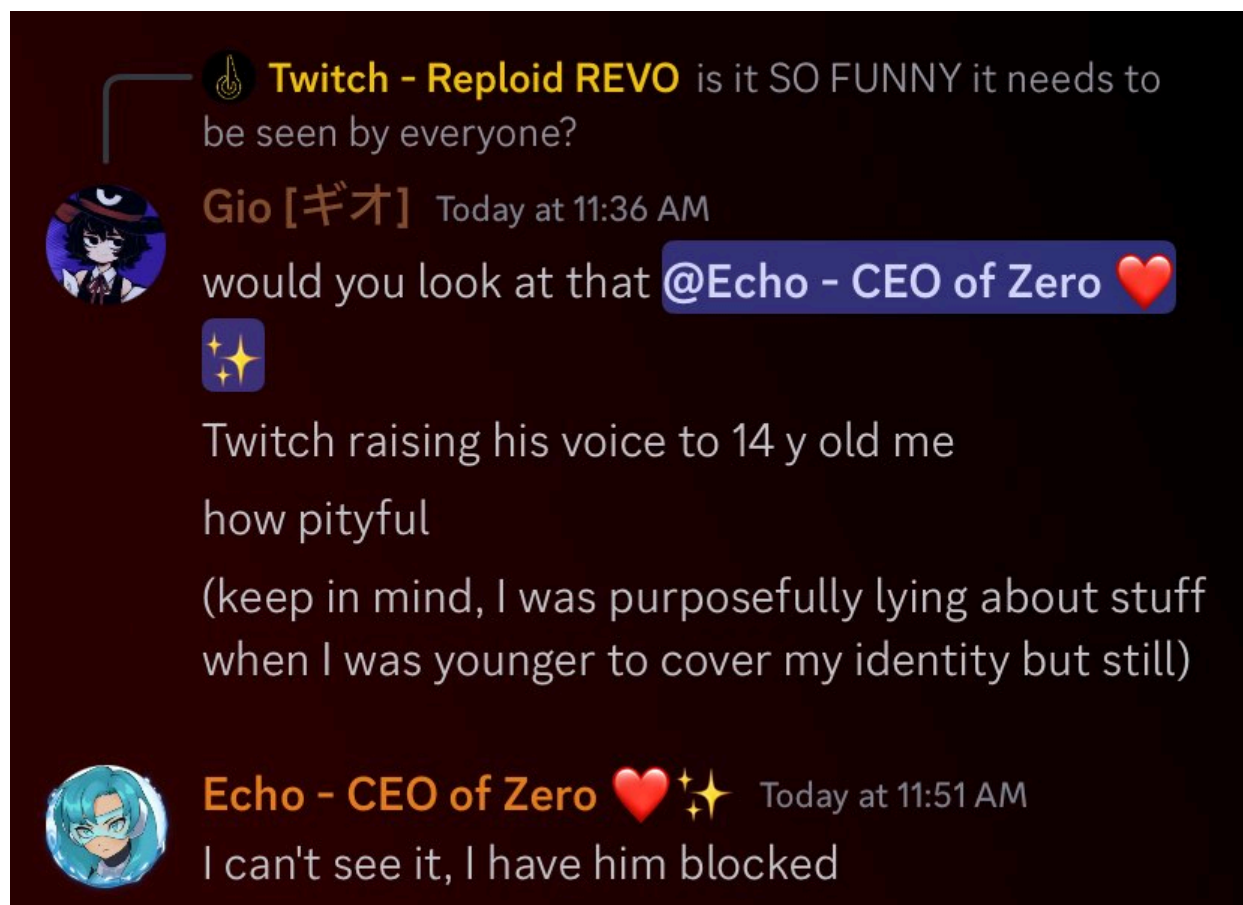 Twitch - Reploid REVO is it SO FUNNY it needs to
be seen by everyone?
Gio [ギオ] Today at 11:36 AM
would you look at that @Echo - CEO of Zero ❤️
✨
Twitch raising his voice to 14 y old me
how pityful
(keep in mind, I was purposefully lying about stuff
when I was younger to cover my identity but still)
Echo - CEO of Zero ❤️✨ Today at 11:51 AM
I can't see it, I have him blocked